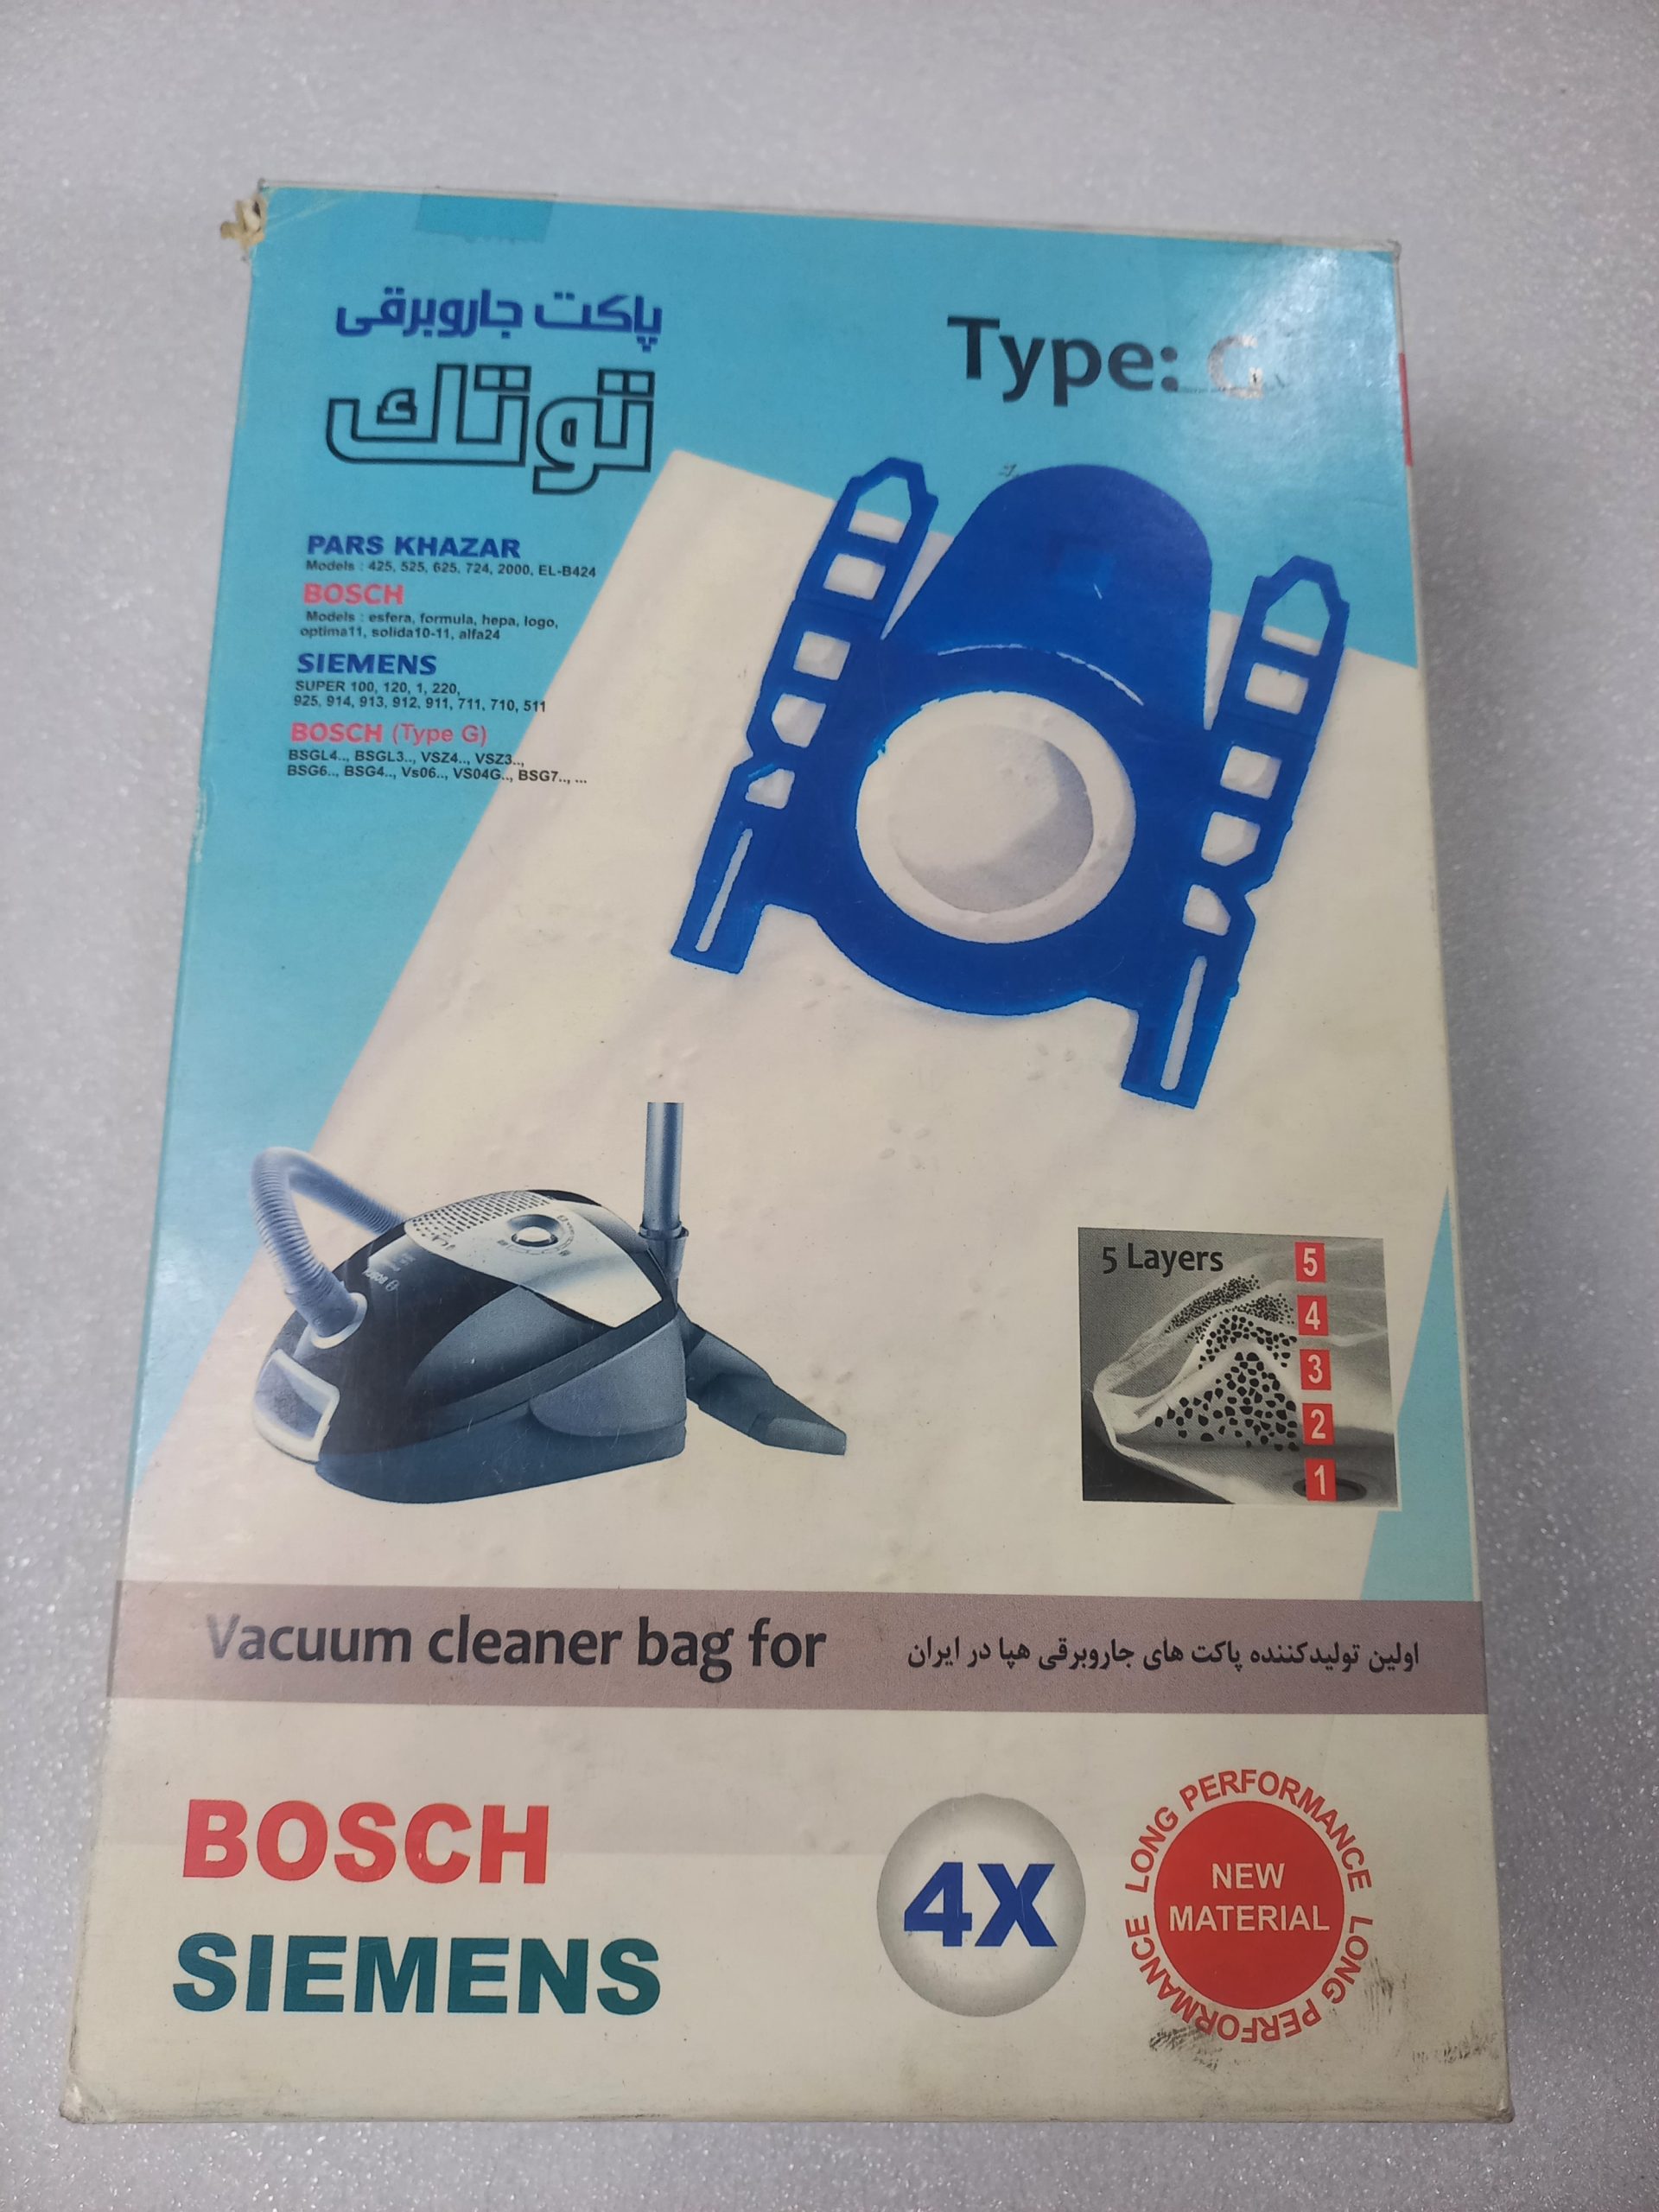 پاکت جاروبرقی
توتاك
Type: G
PARS KHAZAR
Models : 425, 525, 625, 724, 2000, EL-B424
BOSCH
Models : esfera, formula, hepa, logo,
optima11, solida10-11, alfa24
SIEMENS
SUPER 100, 120, 1, 220,
925, 914, 913, 912, 911, 711, 710, 511
BOSCH (Type G)
BSGL4.., BSGL3.., VSZ4.., VSZ3..,
BSG6.., BSG4.., Vs06.., VS04G.., BSG7.., ...
BOSCH
5 Layers
5
4
3
2
1
Vacuum cleaner bag for
اولین تولیدکننده پاکت های جاروبرقی هپا در ایران
BOSCH
SIEMENS
4X
LONG PERFORMANCE LONG PERFORMANCE
NEW
MATERIAL